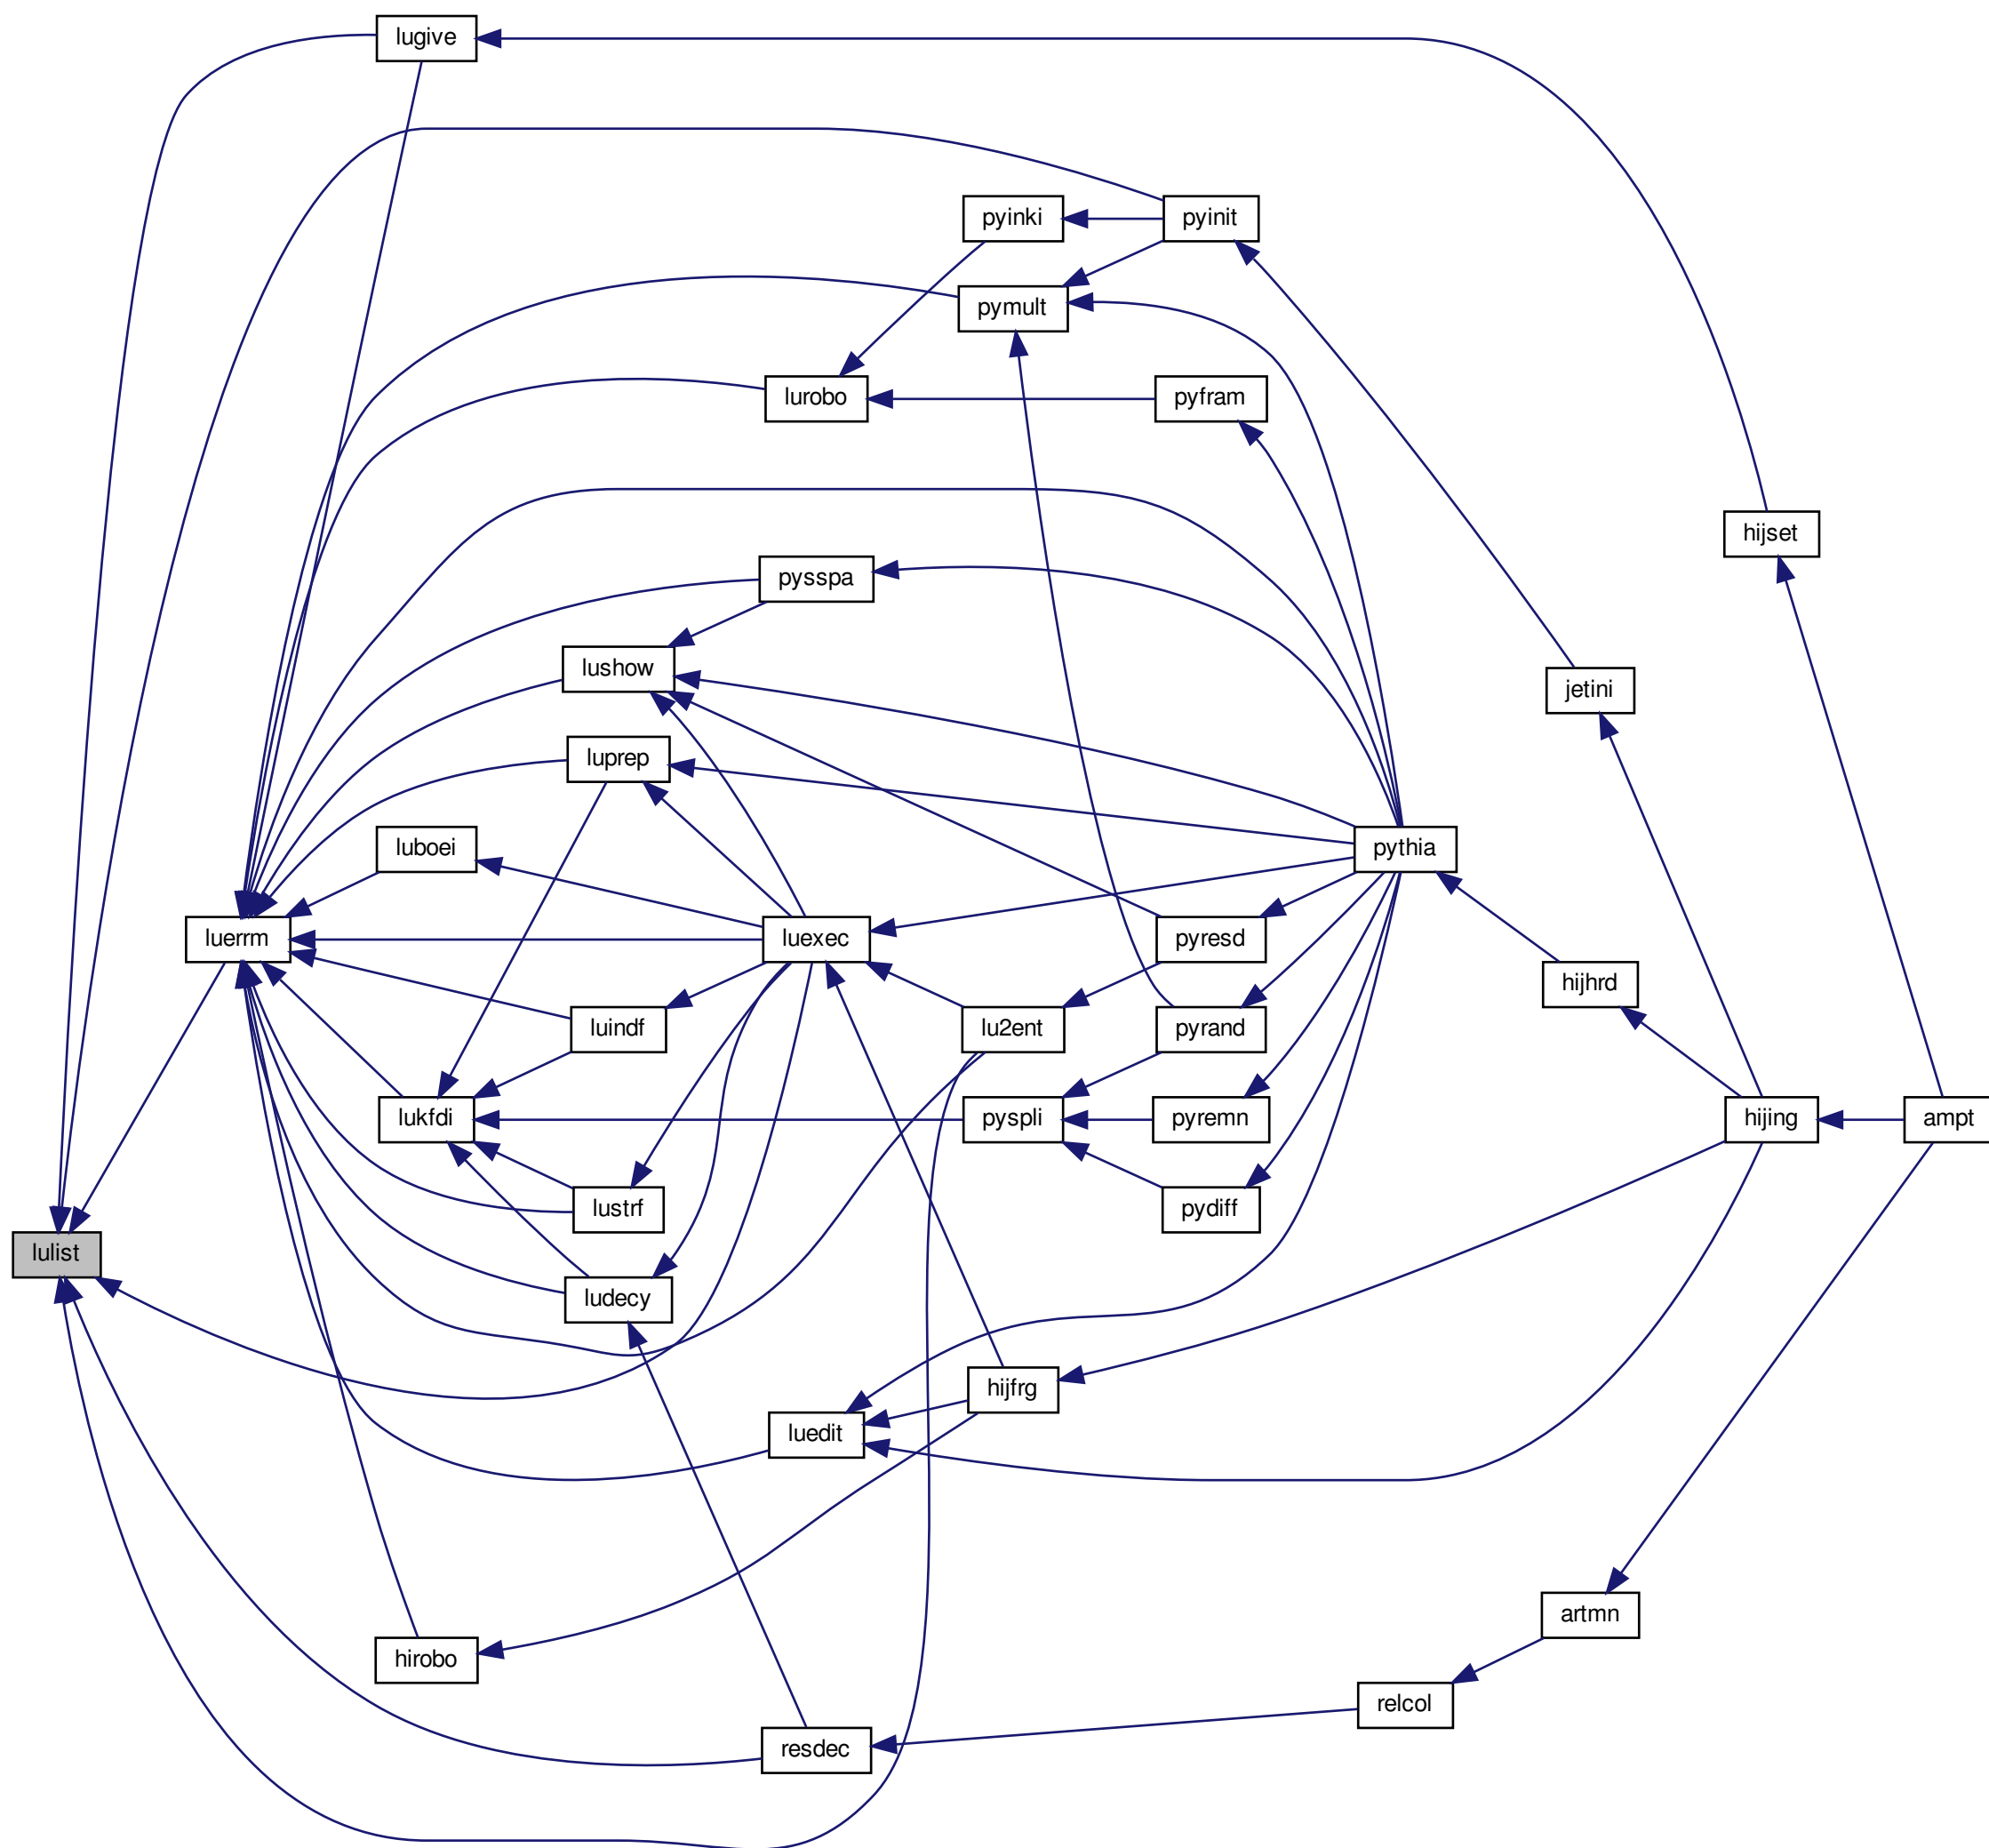 lugive
pyinki
pyinit
pymult
lurobo
pyfram
hijset
pysspa
lushow
jetini
luprep
luboei
pythia
luerrm
luexec
pyresd
hijhrd
luindf
lu2ent
pyrand
lukfdi
pyspli
pyremn
hijing
ampt
lustrf
pydiff
lulist
ludecy
hijfrg
luedit
artmn
hirobo
relcol
resdec